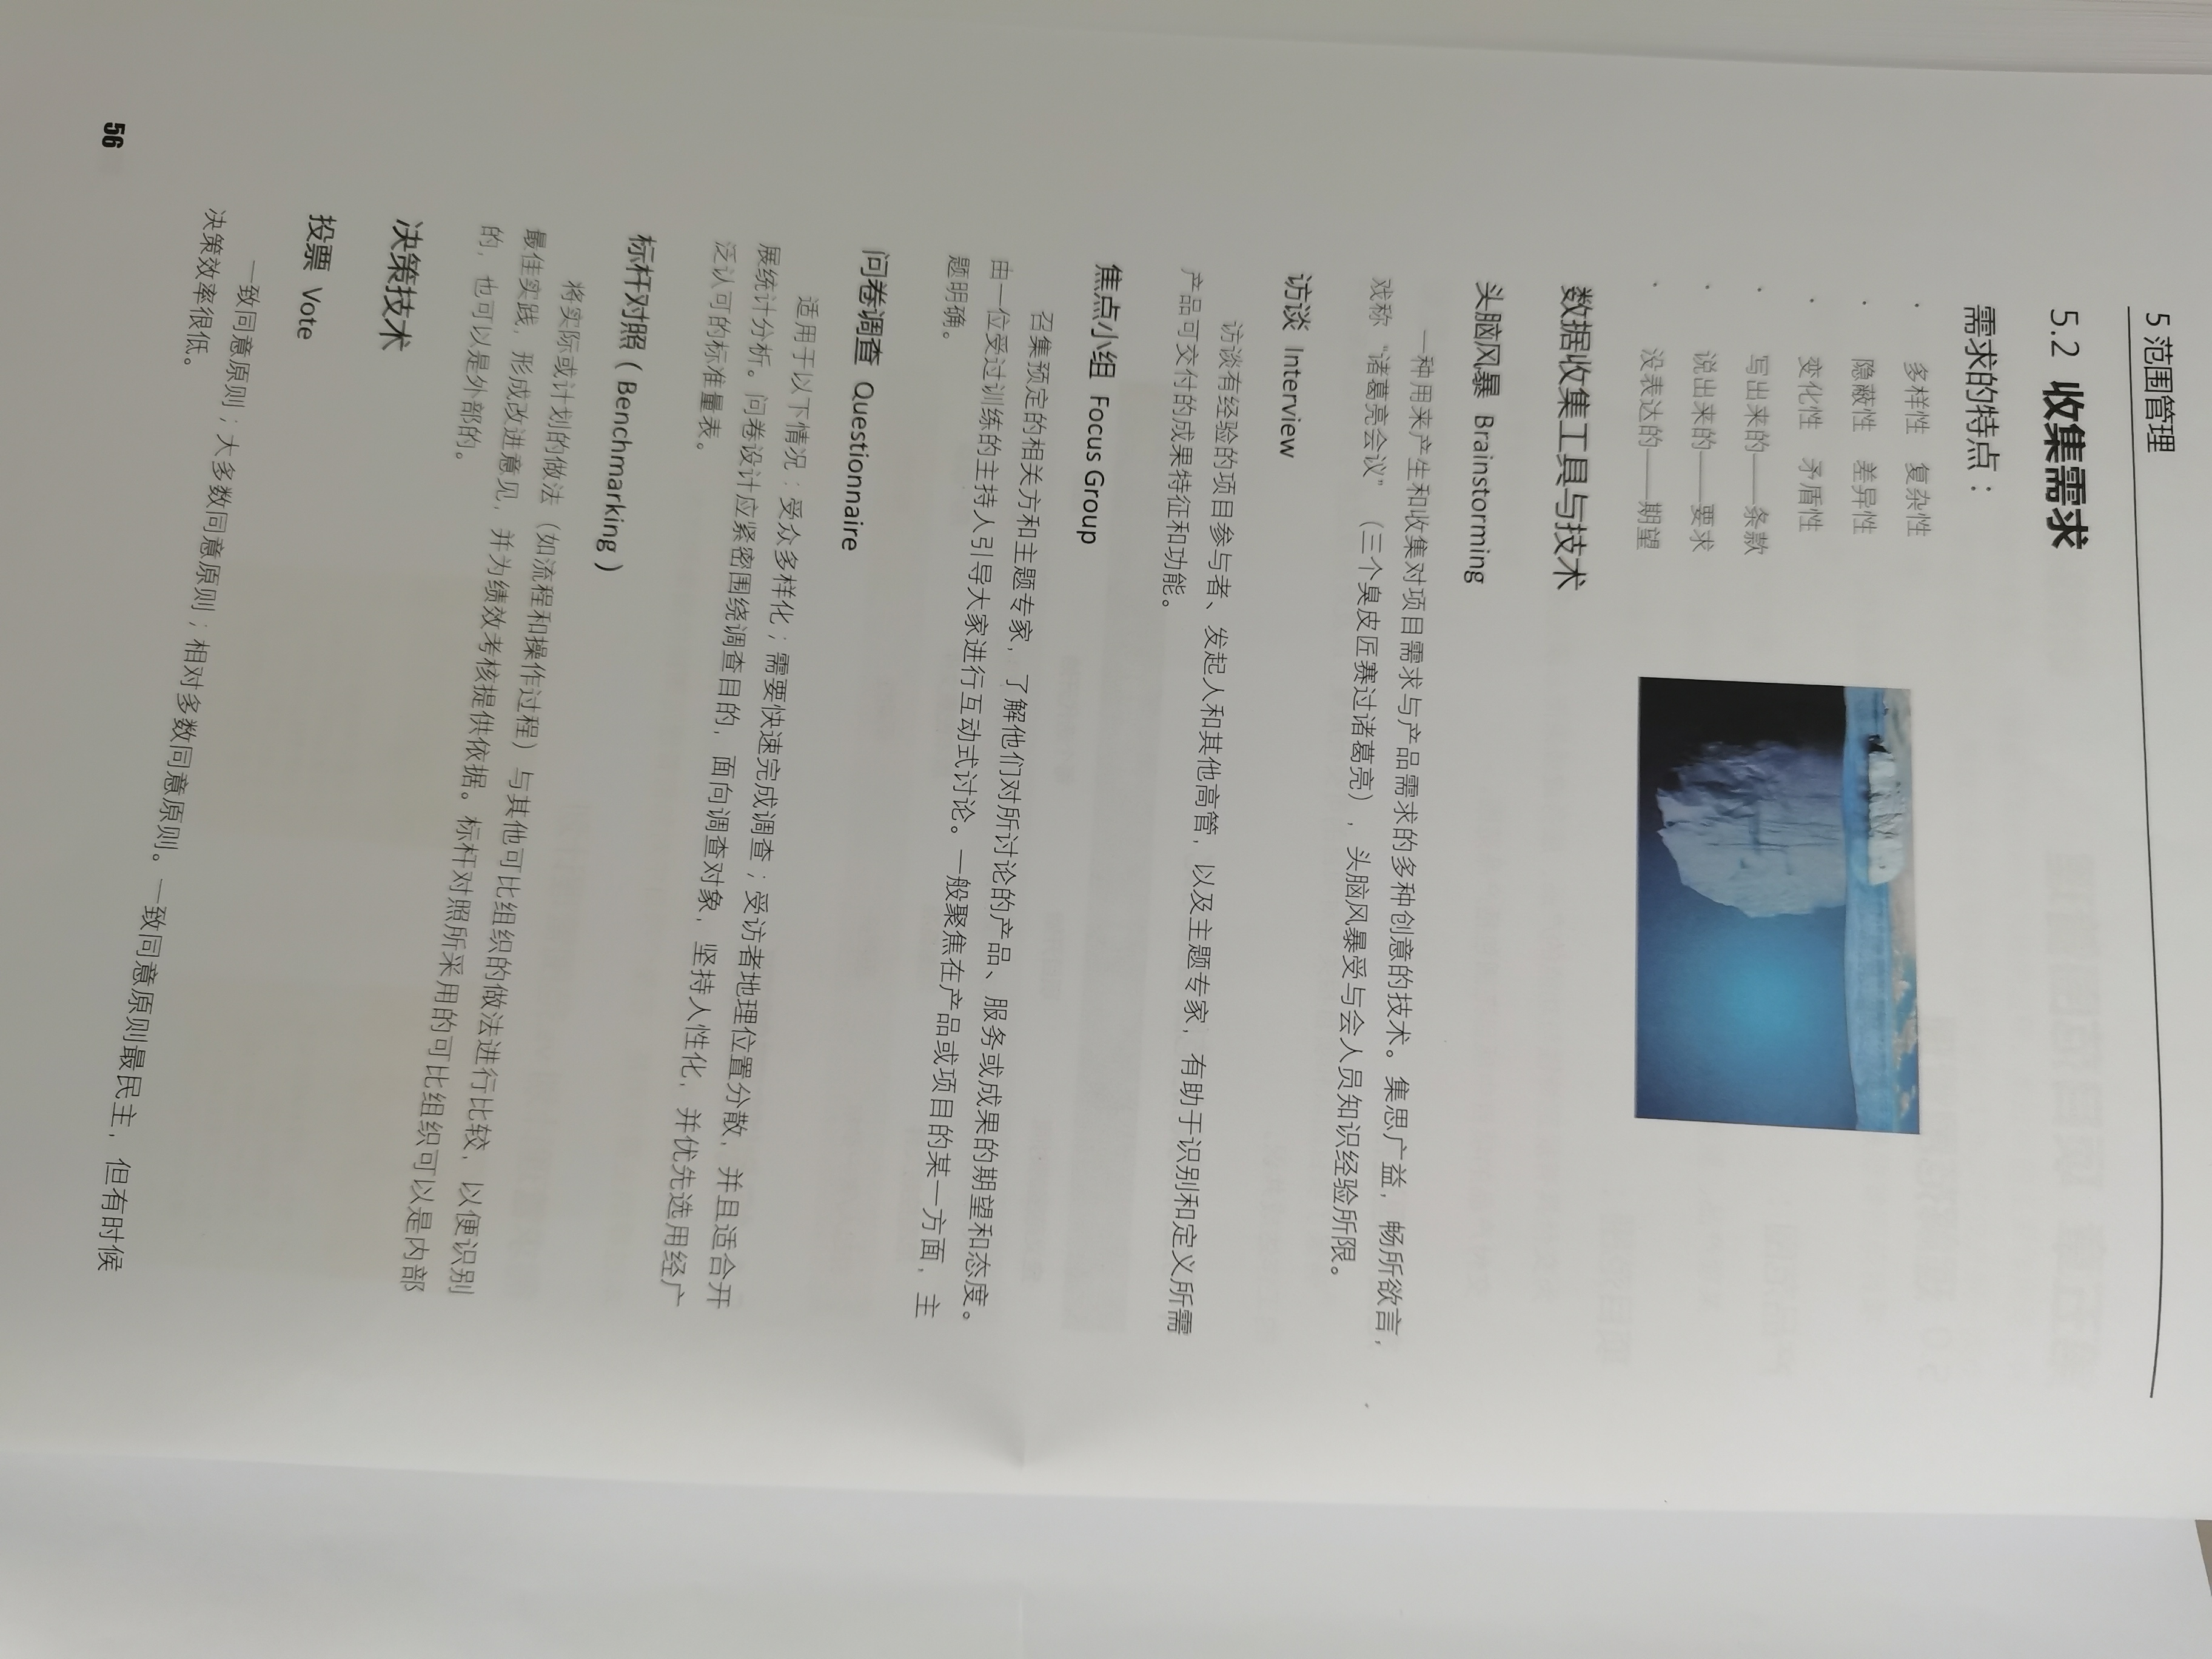 5 范围管理
5.2 收集需求
需求的特点：
· 多样性 复杂性
· 隐蔽性 差异性
· 变化性 矛盾性
· 写出来的——条款
· 说出来的——要求
· 没表达的——期望
数据收集工具与技术
头脑风暴 Brainstorming
一种用来产生和收集对项目需求与产品需求的多种创意的技术。集思广益，畅所欲言，
戏称“诸葛亮会议”（三个臭皮匠赛过诸葛亮），头脑风暴受与会人员知识经验所限。
访谈 Interview
访谈有经验的项目参与者、发起人和其他高管，以及主题专家，有助于识别和定义所需
产品可交付的成果特征和功能。
焦点小组 Focus Group
召集预定的相关方和主题专家，了解他们对所讨论的产品、服务或成果的期望和态度。
由一位受过训练的主持人引导大家进行互动式讨论。一般聚焦在产品或项目的某一方面，主
题明确。
问卷调查 Questionnaire
适用于以下情况：受众多样化；需要快速完成调查；受访者地理位置分散，并且适合开
展统计分析。问卷设计应紧密围绕调查目的，面向调查对象，坚持人性化，并优先选用经广
泛认可的标准量表。
标杆对照（Benchmarking）
将实际或计划的做法（如流程和操作过程）与其他可比组织的做法进行比较，以便识别
最佳实践，形成改进意见，并为绩效考核提供依据。标杆对照所采用的可比组织可以是内部
的，也可以是外部的。
决策技术
投票 Vote
一致同意原则；大多数同意原则；相对多数同意原则。一致同意原则最民主，但有时候
决策效率很低。
56